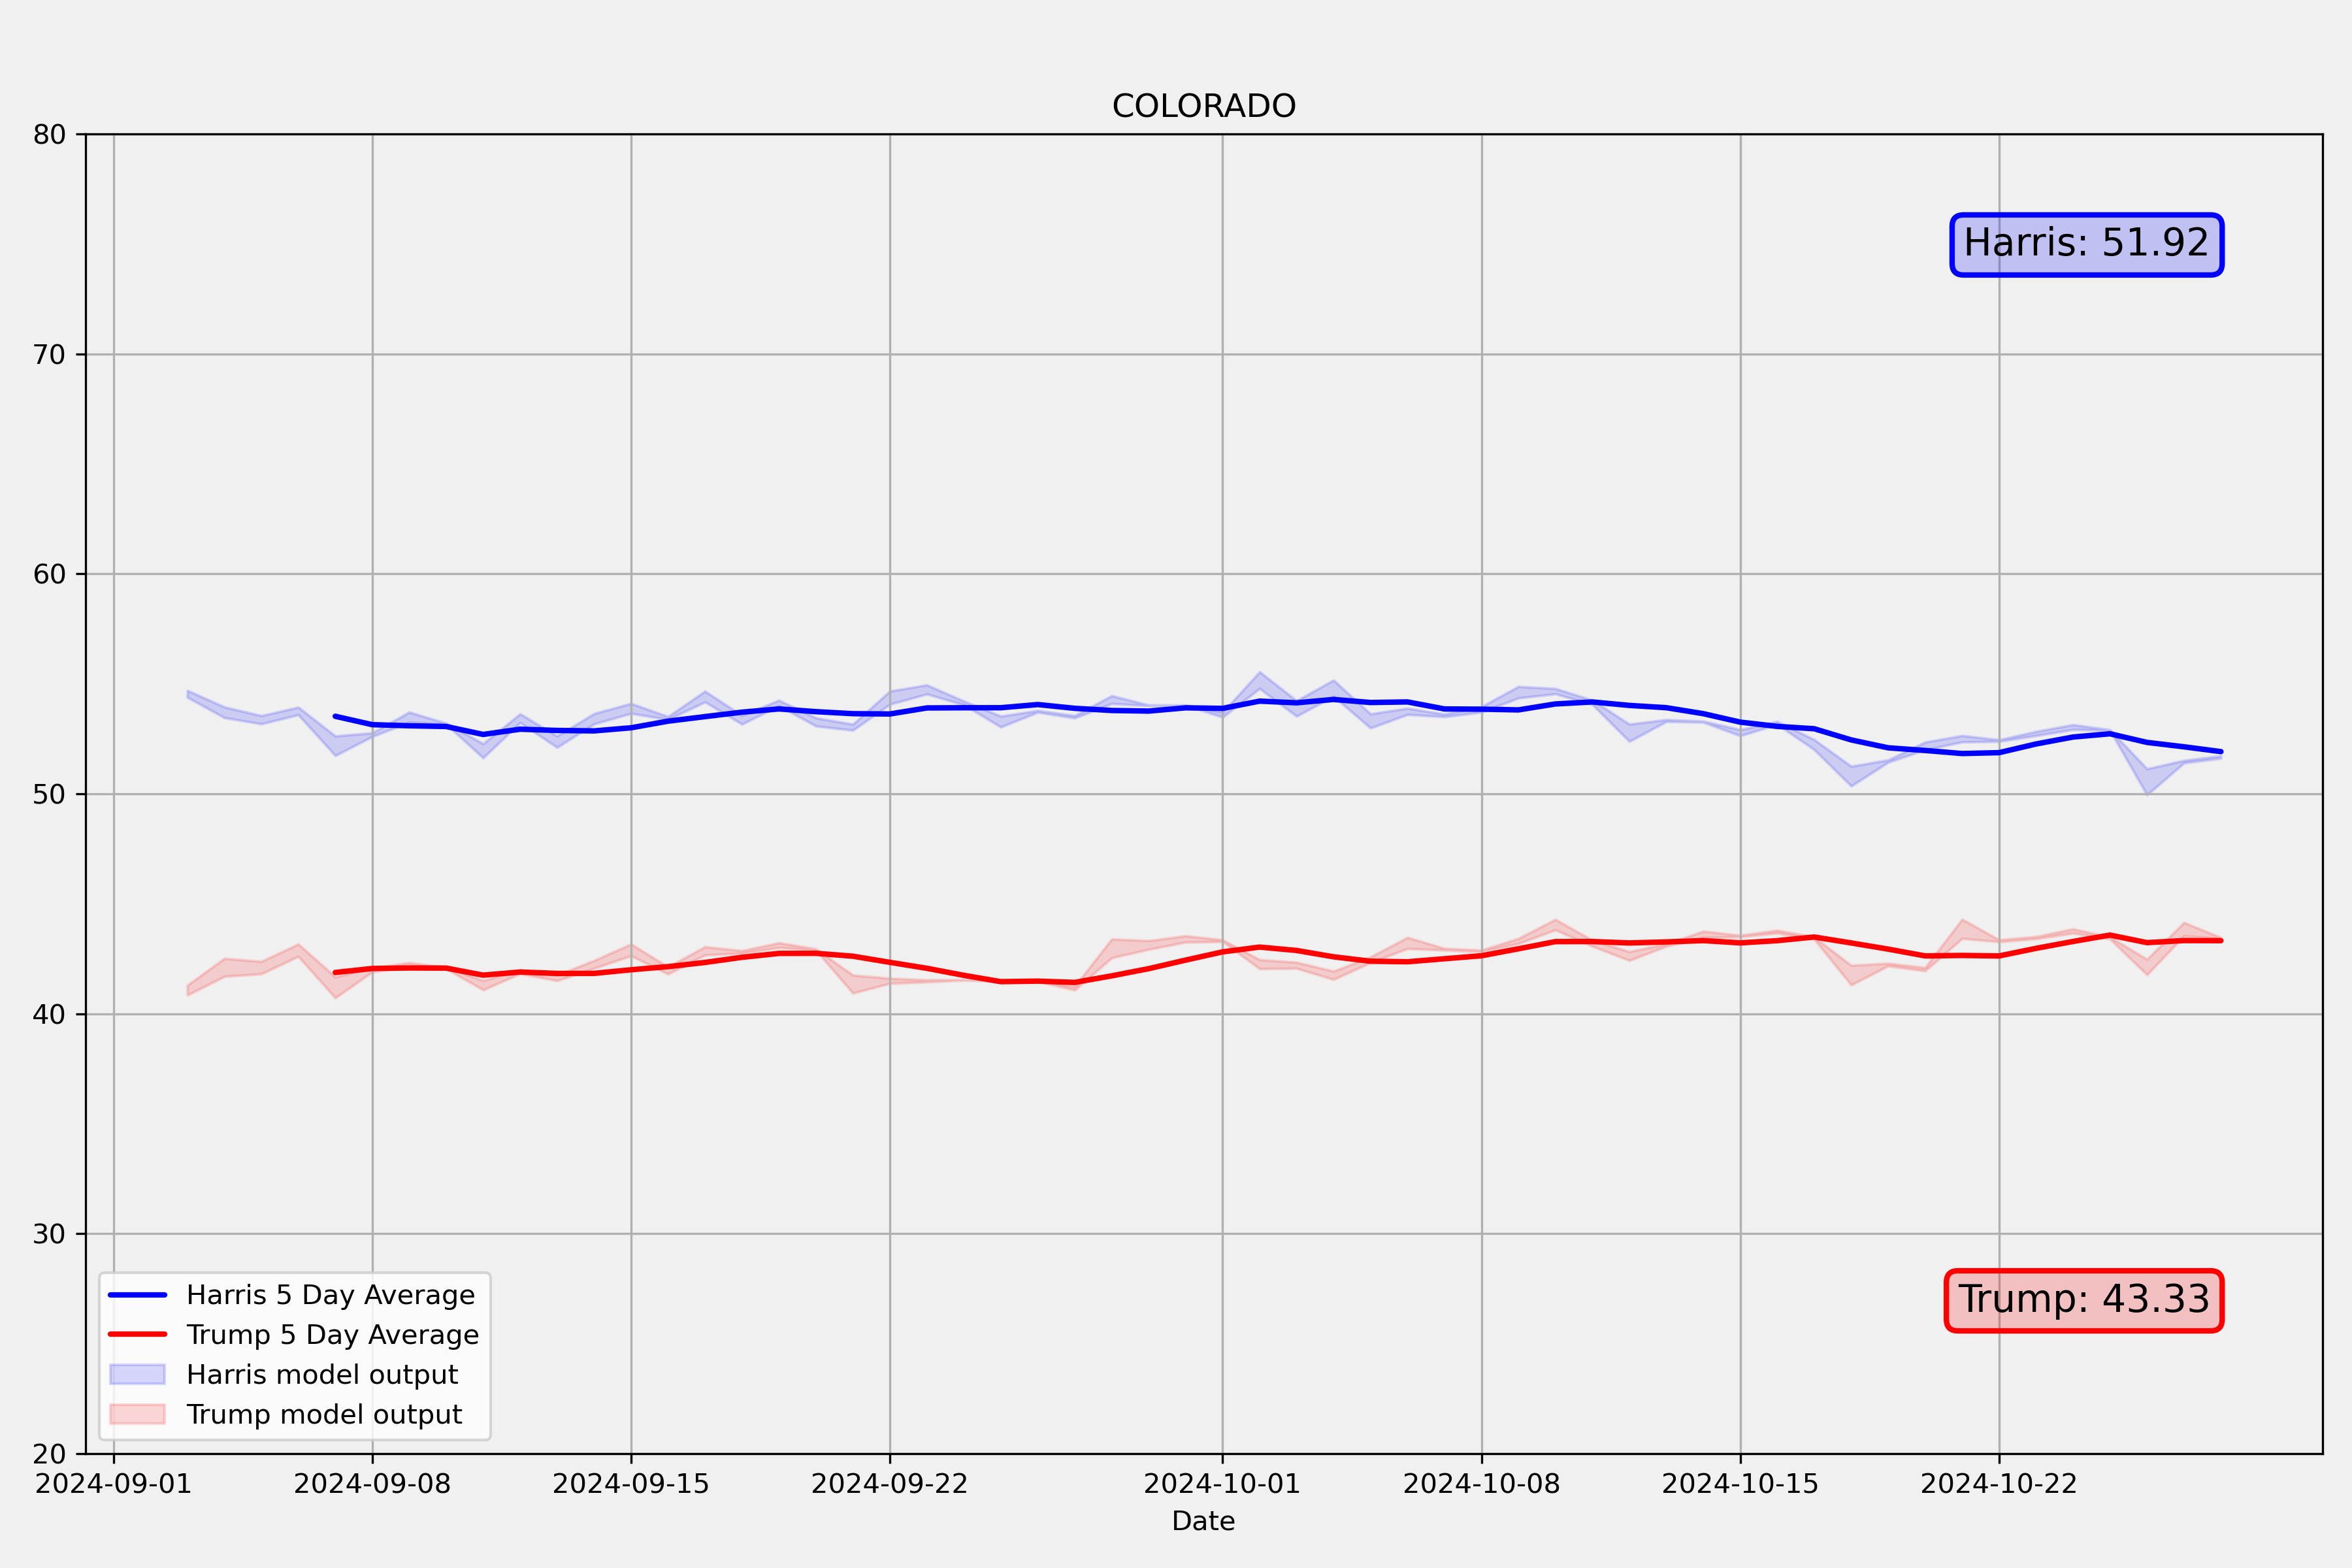 COLORADO
80
70
60
50
40
30
20
Harris: 51.92
Trump: 43.33
Harris 5 Day Average
Trump 5 Day Average
Harris model output
Trump model output
2024-09-01 2024-09-08 2024-09-15 2024-09-22 2024-10-01 2024-10-08 2024-10-15 2024-10-22
Date